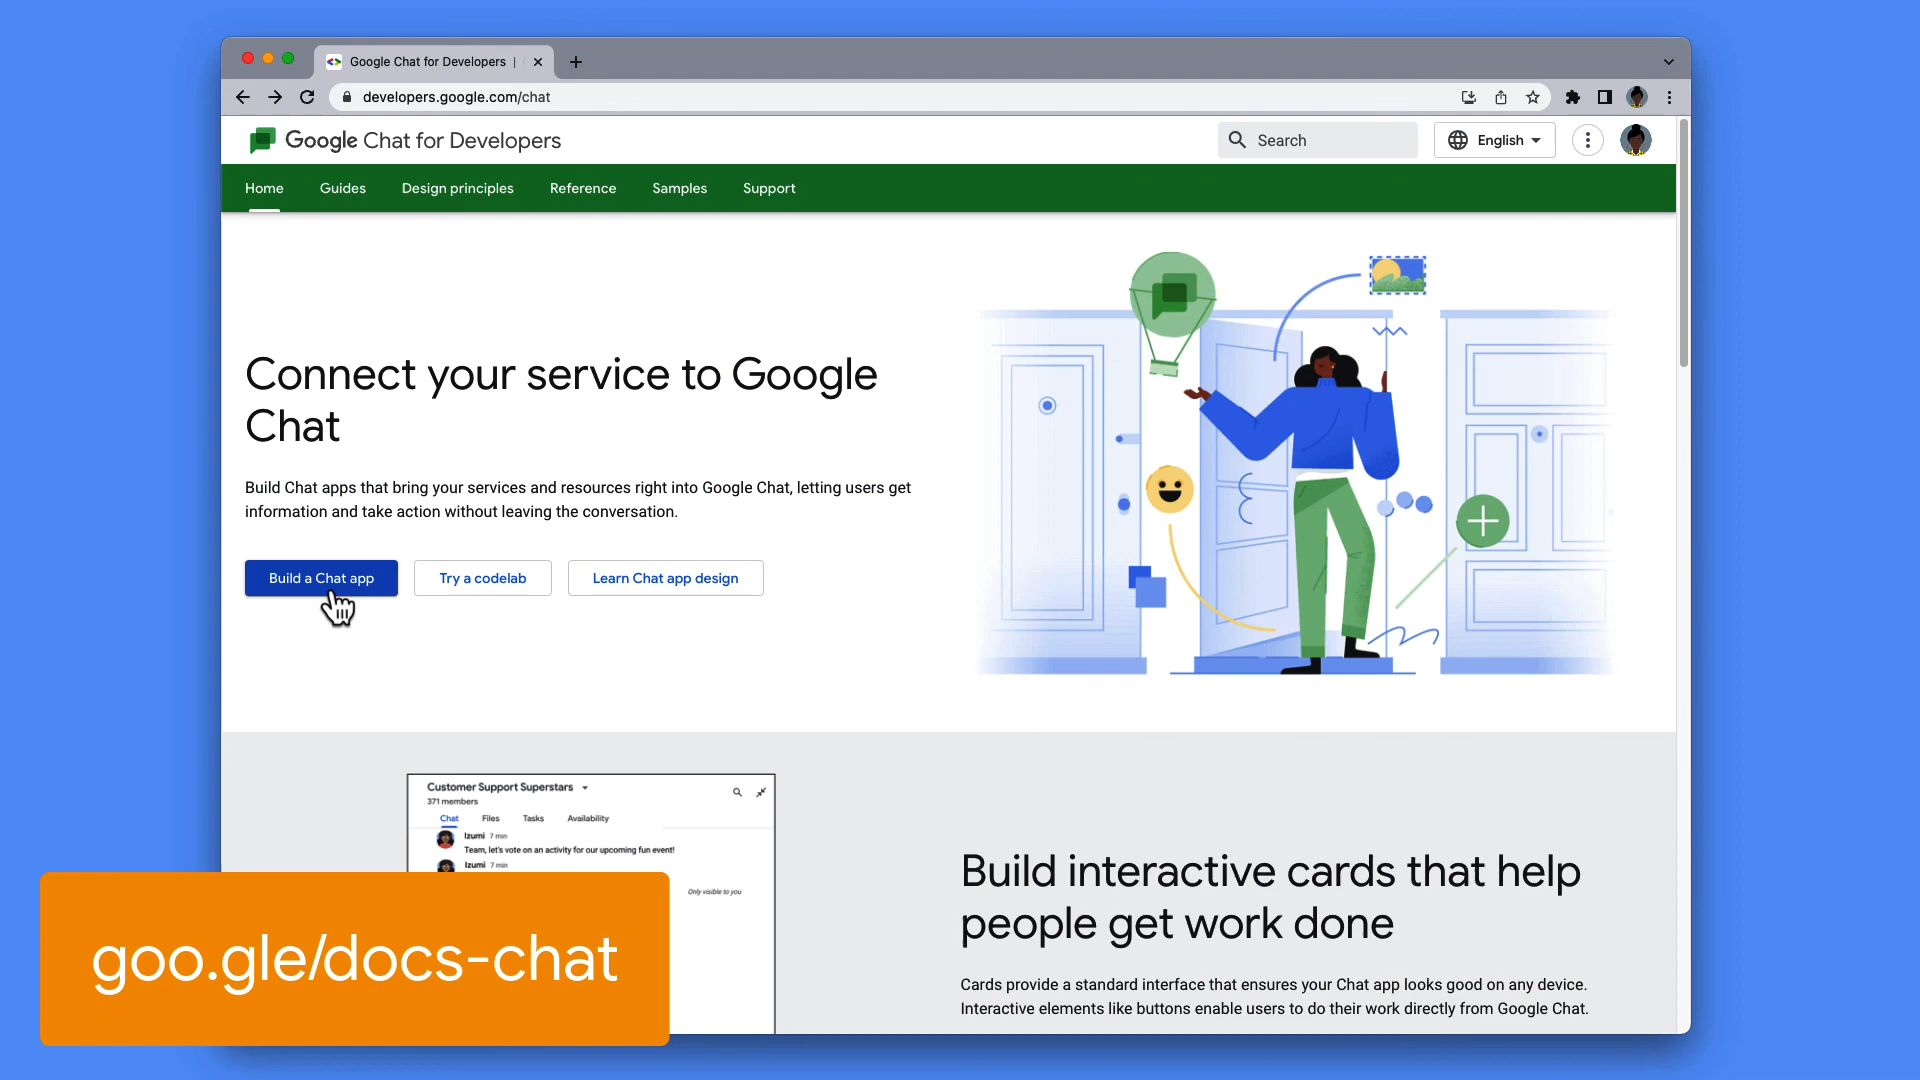 Google Chat for Developers |
developers.google.com/chat
Google Chat for Developers
Search
English
Home Guides Design principles Reference Samples Support
Connect your service to Google
Chat
Build Chat apps that bring your services and resources right into Google Chat, letting users get
information and take action without leaving the conversation.
Build a Chat app Try a codelab Learn Chat app design
Customer Support Superstars
371 members
Chat Files Tasks Availability
Izumi 7 min
Team, let's vote on an activity for our upcoming fun event!
Izumi 7 min
Only visible to you
Build interactive cards that help
people get work done
Cards provide a standard interface that ensures your Chat app looks good on any device.
Interactive elements like buttons enable users to do their work directly from Google Chat.
goo.gle/docs-chat